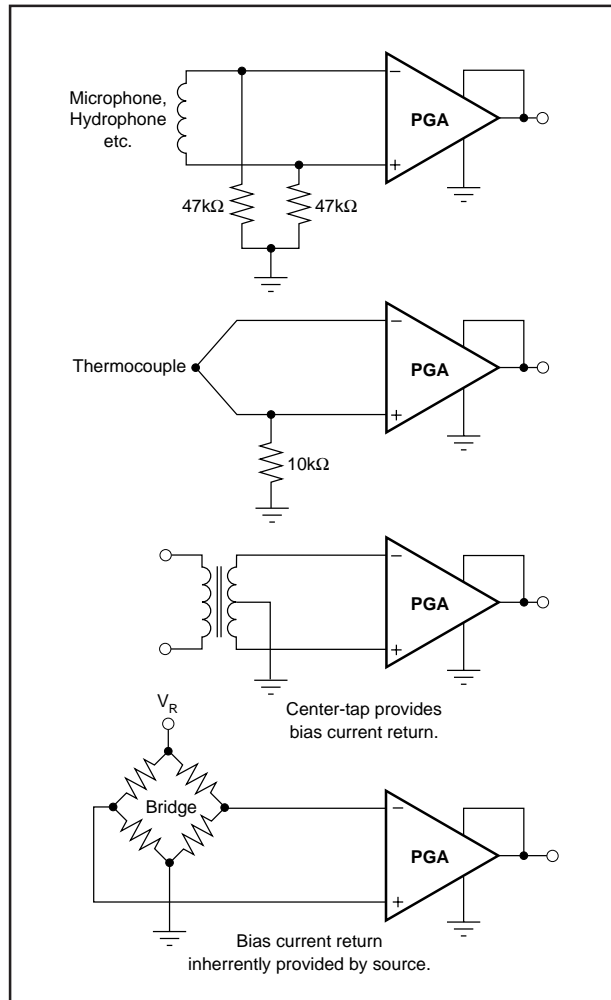 Microphone,
Hydrophone
etc.
−
PGA
+
47kΩ
47kΩ
Thermocouple
−
PGA
+
10kΩ
−
PGA
+
Center-tap provides
bias current return.
V_R
Bridge
−
PGA
+
Bias current return
inherrently provided by source.